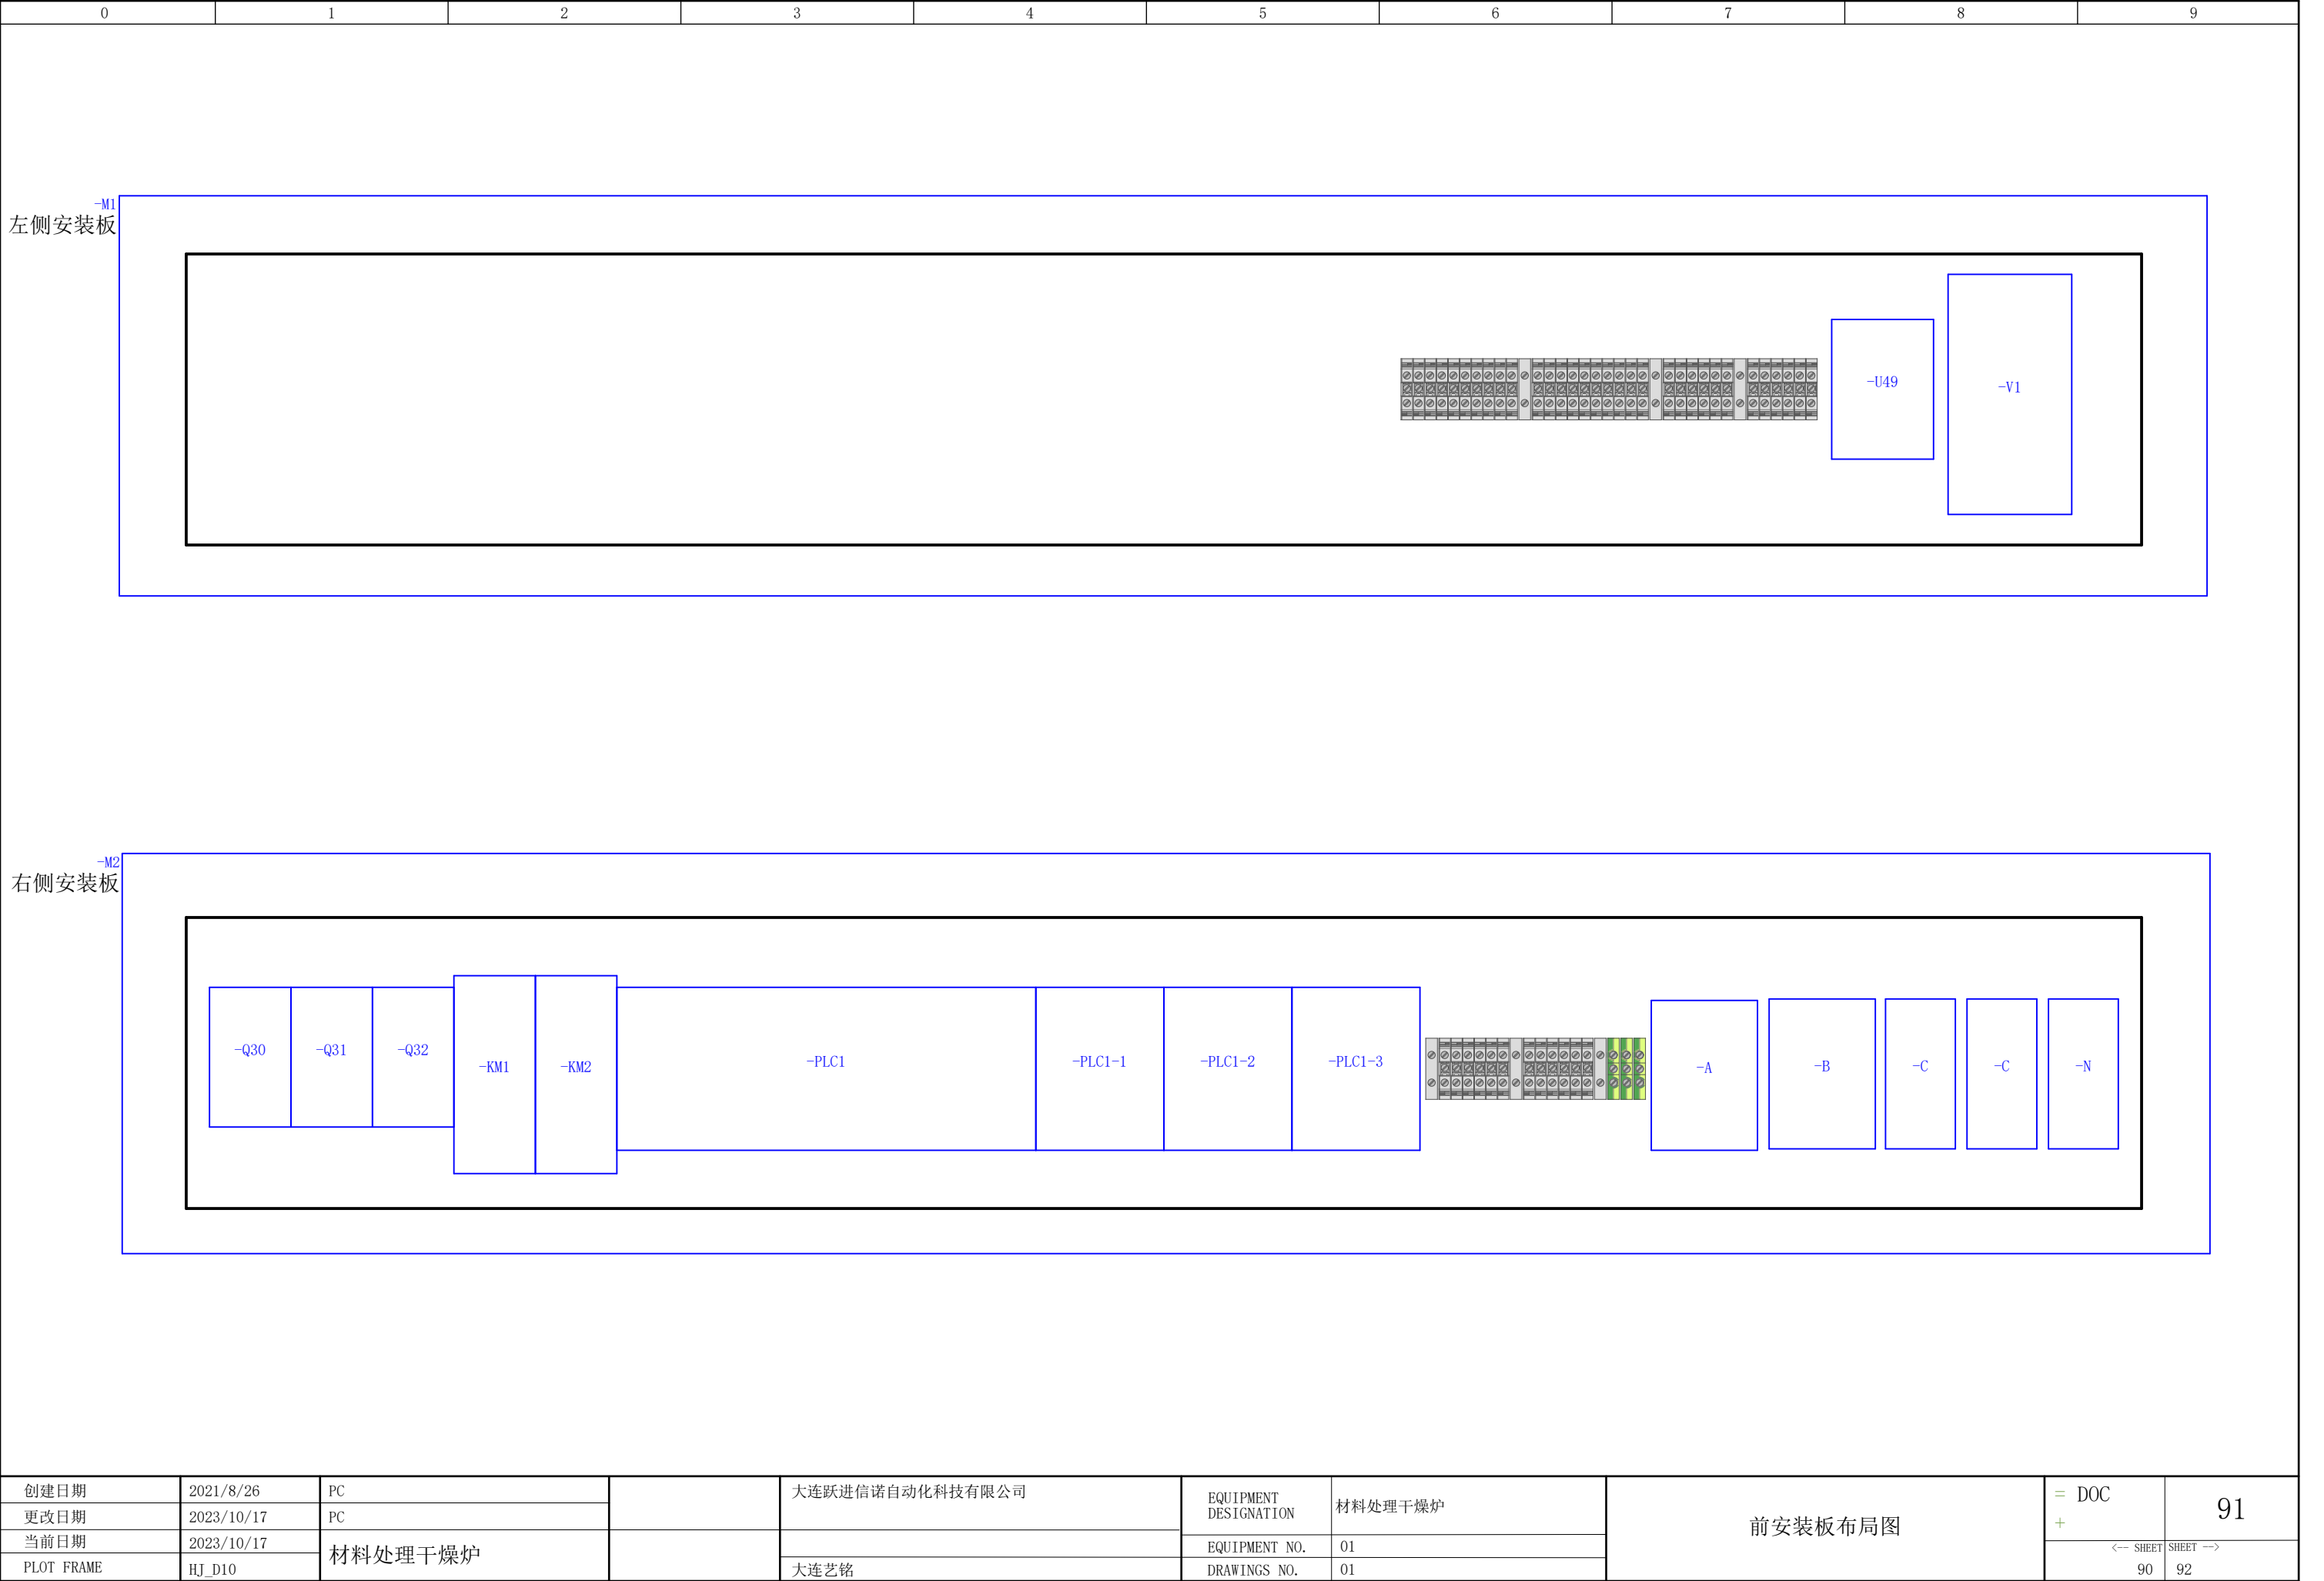 0 1 2 3 4 5 6 7 8 9
-M1
左侧安装板
-U49
-V1
-M2
右侧安装板
-Q30 -Q31 -Q32 -KM1 -KM2 -PLC1 -PLC1-1 -PLC1-2 -PLC1-3 -A -B -C -C -N
创建日期 2021/8/26 PC
更改日期 2023/10/17 PC
当前日期 2023/10/17
PLOT FRAME HJ_D10
材料处理干燥炉
大连跃进信诺自动化科技有限公司
大连艺铭
EQUIPMENT
DESIGNATION
材料处理干燥炉
EQUIPMENT NO. 01
DRAWINGS NO. 01
前安装板布局图
= DOC
+
91
<-- SHEET SHEET -->
90 92